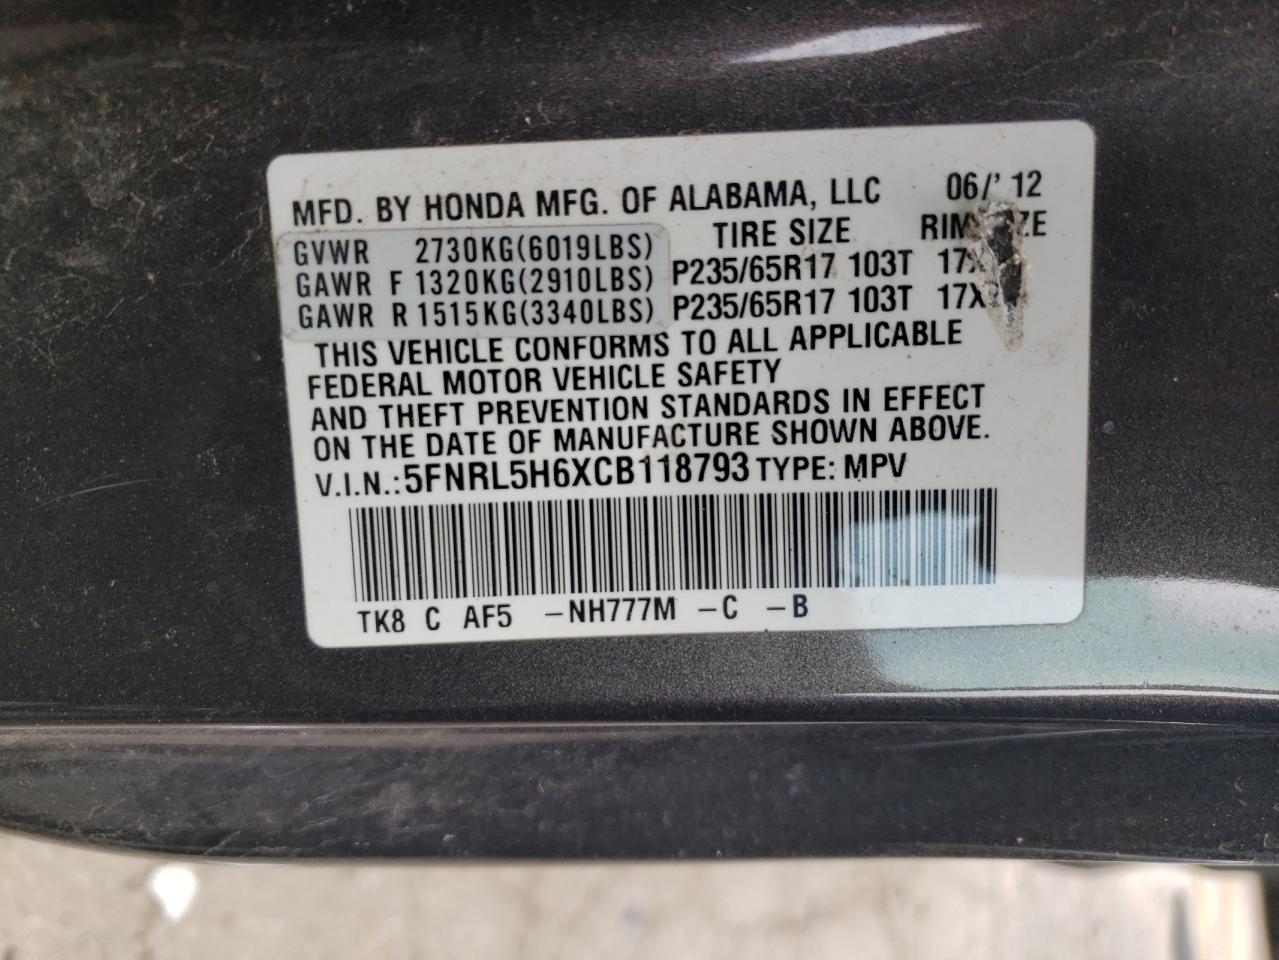 MFD. BY HONDA MFG. OF ALABAMA, LLC 06/'12
GVWR 2730KG(6019LBS) TIRE SIZE
GAWR F 1320KG(2910LBS) P235/65R17 103T
GAWR R 1515KG(3340LBS) P235/65R17 103T
THIS VEHICLE CONFORMS TO ALL APPLICABLE
FEDERAL MOTOR VEHICLE SAFETY
AND THEFT PREVENTION STANDARDS IN EFFECT
ON THE DATE OF MANUFACTURE SHOWN ABOVE.
V.I.N.:5FNRL5H6XCB118793 TYPE: MPV
TK8 C AF5 -NH777M -C -B